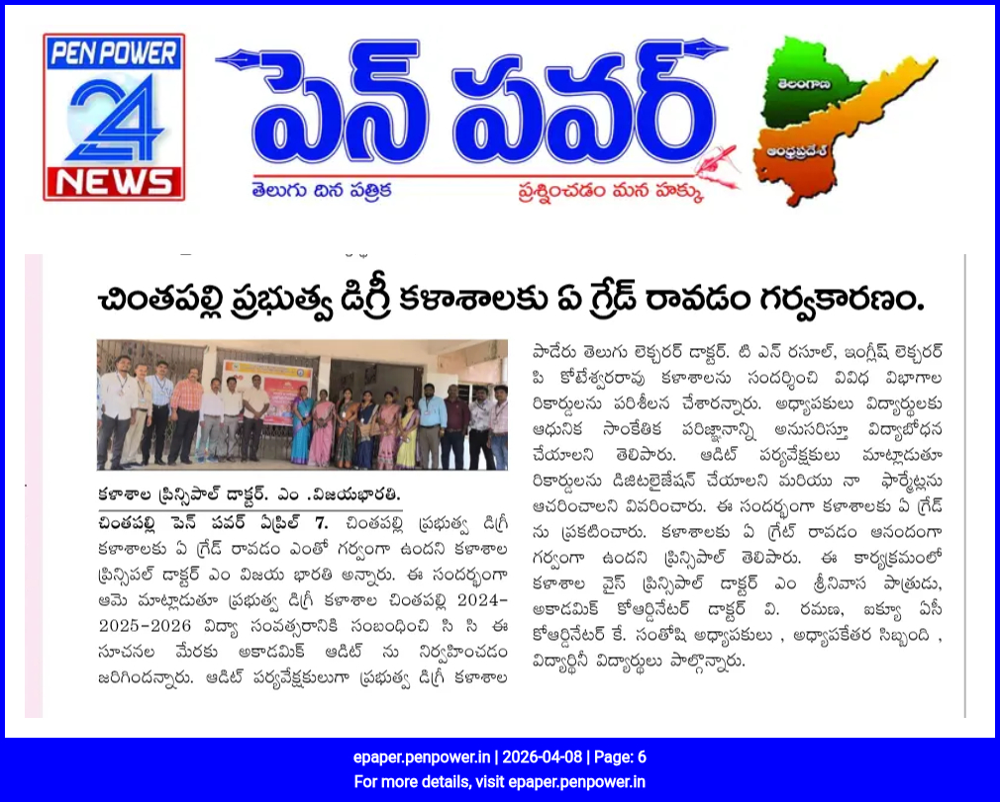 PEN POWER
24
NEWS
పెన్ పవర్
తెలుగు దిన పత్రిక
ప్రశ్నించడం మన హక్కు
తెలంగాణ
ఆంధ్రప్రదేశ్
చింతపల్లి ప్రభుత్వ డిగ్రీ కళాశాలకు ఏ గ్రేడ్ రావడం గర్వకారణం.
కళాశాల ప్రిన్సిపాల్ డాక్టర్. ఎం .విజయభారతి.
చింతపల్లి పెన్ పవర్ ఏప్రిల్ 7. చింతపల్లి ప్రభుత్వ డిగ్రీ
కళాశాలకు ఏ గ్రేడ్ రావడం ఎంతో గర్వంగా ఉందని కళాశాల
ప్రిన్సిపల్ డాక్టర్ ఎం విజయ భారతి అన్నారు. ఈ సందర్భంగా
ఆమె మాట్లాడుతూ ప్రభుత్వ డిగ్రీ కళాశాల చింతపల్లి 2024-
2025-2026 విద్యా సంవత్సరానికి సంబంధించి సి సి ఈ
సూచనల మేరకు అకాడమిక్ ఆడిట్ ను నిర్వహించడం
జరిగిందన్నారు. ఆడిట్ పర్యవేక్షకులుగా ప్రభుత్వ డిగ్రీ కళాశాల
పాడేరు తెలుగు లెక్చరర్ డాక్టర్. టి ఎన్ రసూల్, ఇంగ్లీష్ లెక్చరర్
పి కోటేశ్వరరావు కళాశాలను సందర్శించి వివిధ విభాగాల
రికార్డులను పరిశీలన చేశారన్నారు. అధ్యాపకులు విద్యార్థులకు
ఆధునిక సాంకేతిక పరిజ్ఞానాన్ని అనుసరిస్తూ విద్యాబోధన
చేయాలని తెలిపారు. ఆడిట్ పర్యవేక్షకులు మాట్లాడుతూ
రికార్డులను డిజిటలైజేషన్ చేయాలని మరియు నా ఫార్మేట్లను
ఆచరించాలని వివరించారు. ఈ సందర్భంగా కళాశాలకు ఏ గ్రేడ్
ను ప్రకటించారు. కళాశాలకు ఏ గ్రేట్ రావడం ఆనందంగా
గర్వంగా ఉందని ప్రిన్సిపాల్ తెలిపారు. ఈ కార్యక్రమంలో
కళాశాల వైస్ ప్రిన్సిపాల్ డాక్టర్ ఎం శ్రీనివాస పాత్రుడు,
అకాడమిక్ కోఆర్డినేటర్ డాక్టర్ వి. రమణ, ఐక్యూ ఏసీ
కోఆర్డినేటర్ కే. సంతోషి అధ్యాపకులు , అధ్యాపకేతర సిబ్బంది ,
విద్యార్థినీ విద్యార్థులు పాల్గొన్నారు.
epaper.penpower.in | 2026-04-08 | Page: 6
For more details, visit epaper.penpower.in